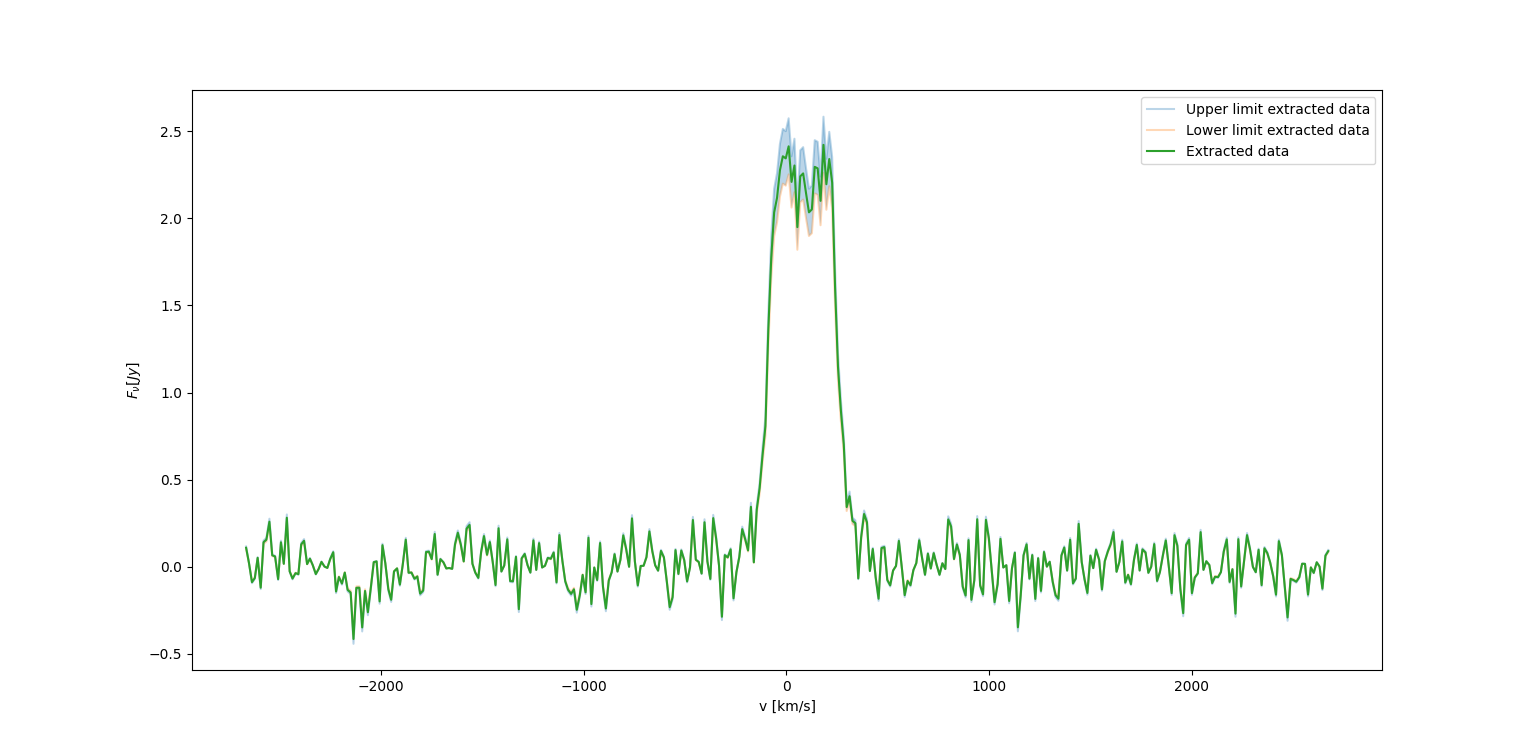 Upper limit extracted data
Lower limit extracted data
Extracted data
2.5
2.0
1.5
1.0
0.5
0.0
−0.5
F_ν[Jy]
−2000 −1000 0 1000 2000
v [km/s]